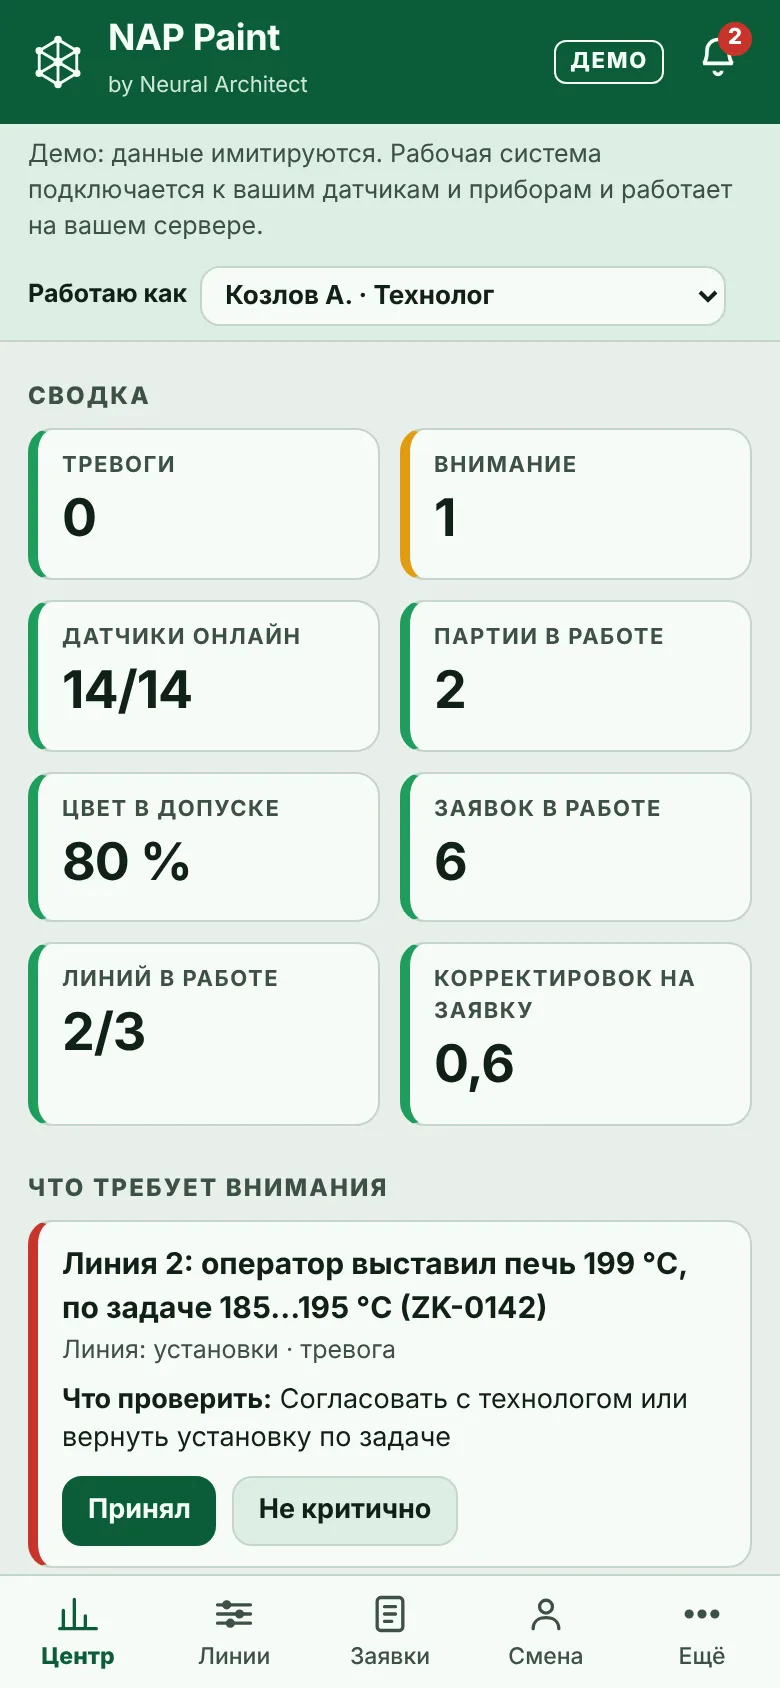 NAP Paint
by Neural Architect
ДЕМО
2
Демо: данные имитируются. Рабочая система
подключается к вашим датчикам и приборам и работает
на вашем сервере.
Работаю как
Козлов А. · Технолог
СВОДКА
ТРЕВОГИ
0
ВНИМАНИЕ
1
ДАТЧИКИ ОНЛАЙН
14/14
ПАРТИИ В РАБОТЕ
2
ЦВЕТ В ДОПУСКЕ
80 %
ЗАЯВОК В РАБОТЕ
6
ЛИНИЙ В РАБОТЕ
2/3
КОРРЕКТИРОВОК НА
ЗАЯВКУ
0,6
ЧТО ТРЕБУЕТ ВНИМАНИЯ
Линия 2: оператор выставил печь 199 °C,
по задаче 185…195 °C (ZK-0142)
Линия: установки · тревога
Что проверить: Согласовать с технологом или
вернуть установку по задаче
Принял
Не критично
Центр
Линии
Заявки
Смена
Ещё